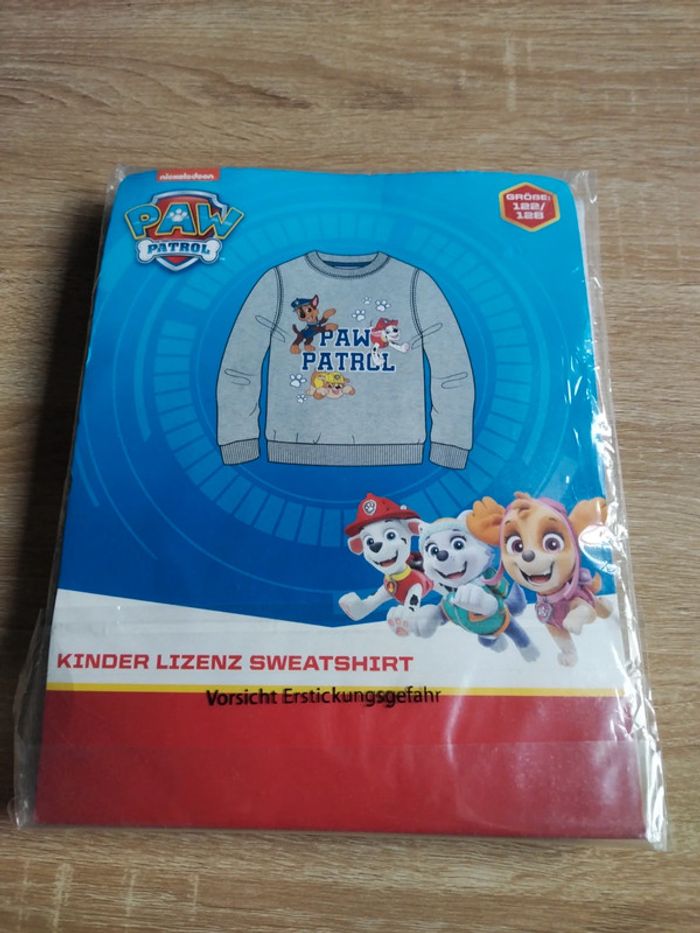 nickelodeon
PAW
PATROL
GRÖßE:
122/
128
PAW
PATROL
KINDER LIZENZ SWEATSHIRT
Vorsicht Erstickungsgefahr